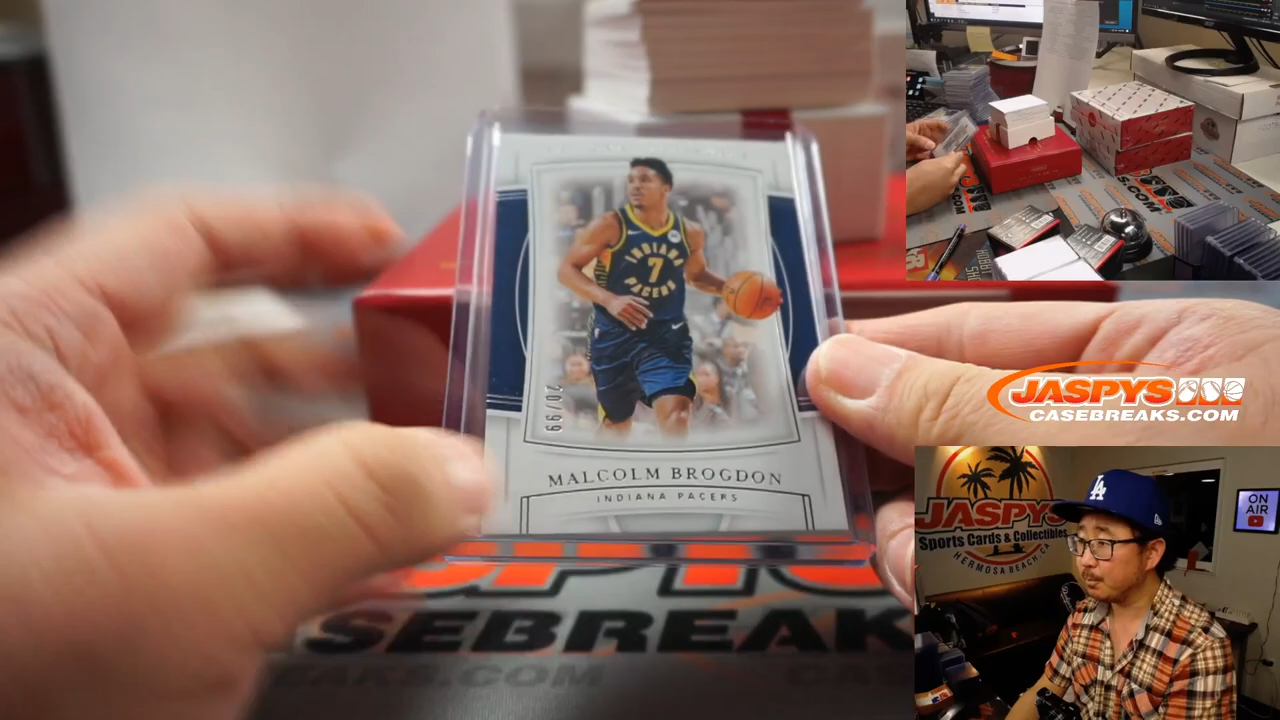 INDIANA
7
PACERS
20/99
MALCOLM BROGDON
INDIANA PACERS
SEBREAK
JASPYS
CASEBREAKS.COM
JASPYS
Sports Cards & Collectibles
HERMOSA BEACH, CA
LA
ON
AIR